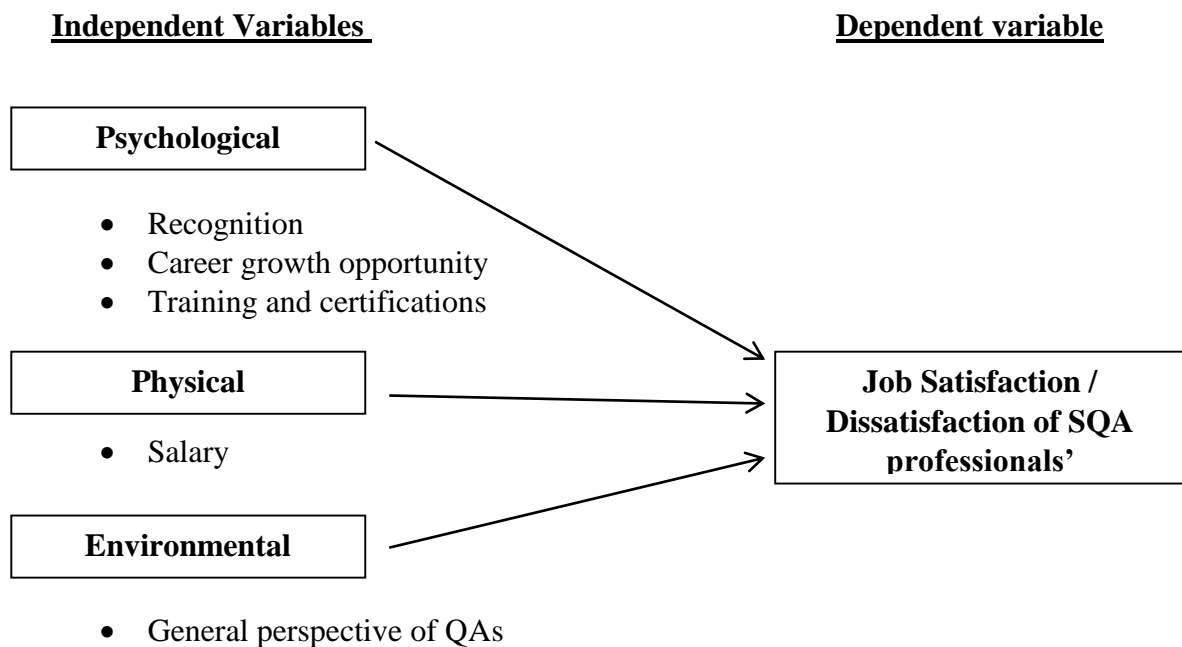 Independent Variables
Dependent variable
Psychological
• Recognition
• Career growth opportunity
• Training and certifications
Physical
• Salary
Environmental
• General perspective of QAs
Job Satisfaction /
Dissatisfaction of SQA
professionals’